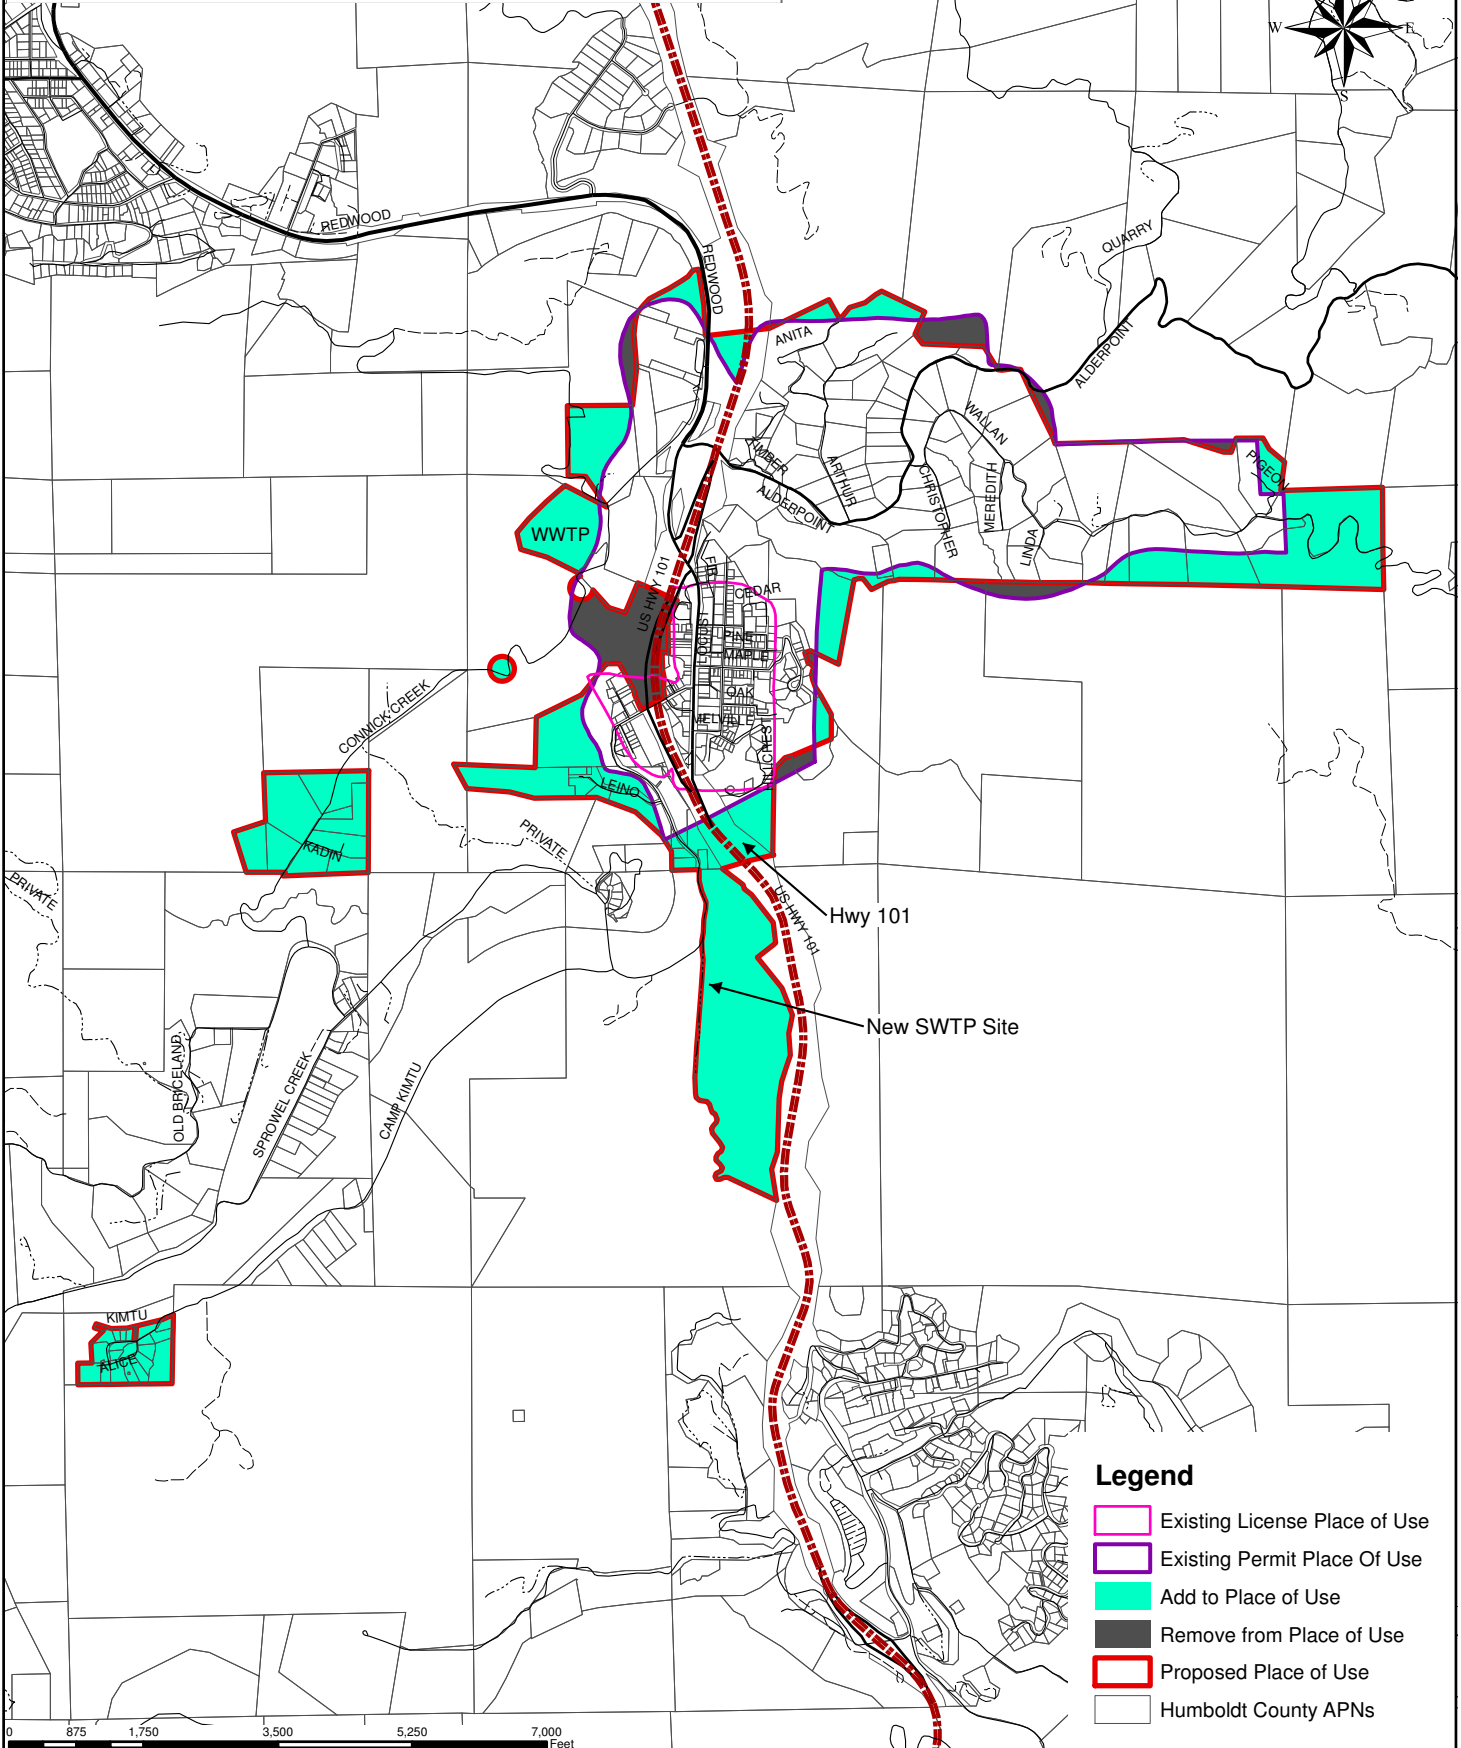 W E
S
REDWOOD
REDWOOD
QUARRY
ANITA
ALDERPOINT
WALLAN
TIMBER
ARTHUR
ALDERPOINT
CHRISTOPHER
MEREDITH
LINDA
PIGEON
WWTP
US HWY 101
FIR
CEDAR
LOCUST
PINE
MAPLE
OAK
MELVILLE
HILLCREST
CONNICK CREEK
LEINO
KADIN
PRIVATE
PRIVATE
US HWY 101
Hwy 101
New SWTP Site
OLD BRICELAND
SPROWEL CREEK
CAMP KIMTU
KIMTU
ALICE
Legend
Existing License Place of Use
Existing Permit Place Of Use
Add to Place of Use
Remove from Place of Use
Proposed Place of Use
Humboldt County APNs
0 875 1,750 3,500 5,250 7,000
Feet